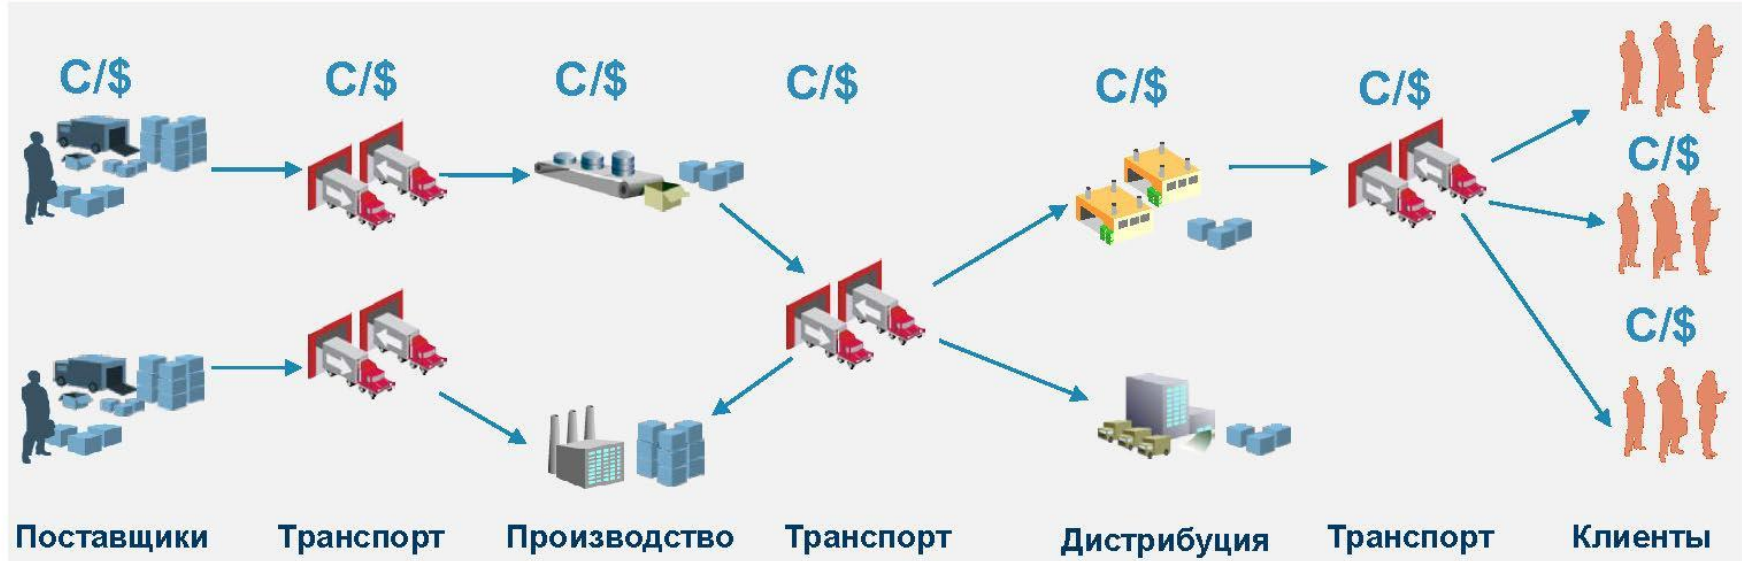 C/$ C/$ C/$ C/$ C/$ C/$
C/$
C/$
Поставщики Транспорт Производство Транспорт Дистрибуция Транспорт Клиенты